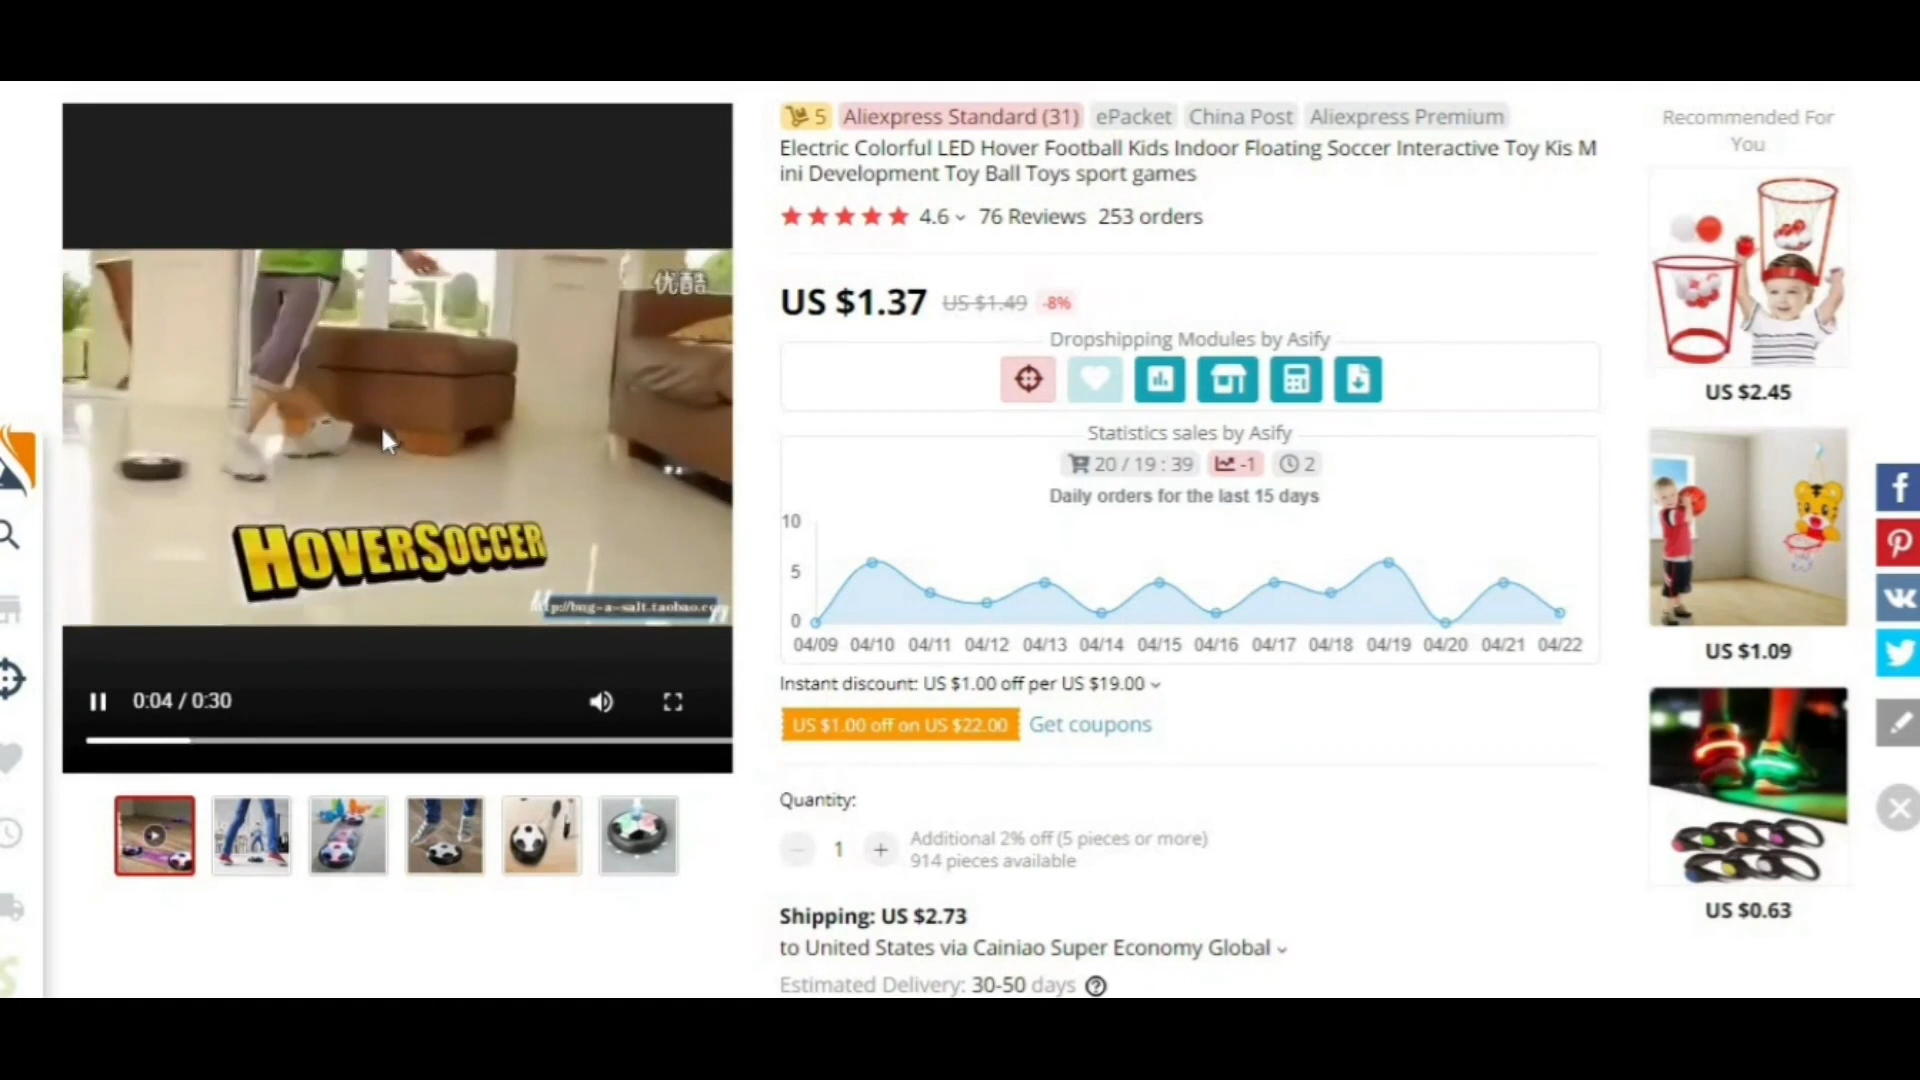 5 Aliexpress Standard (31) ePacket China Post Aliexpress Premium
Electric Colorful LED Hover Football Kids Indoor Floating Soccer Interactive Toy Kis M
ini Development Toy Ball Toys sport games
4.6 76 Reviews 253 orders
US $1.37 US $1.49 -8%
Dropshipping Modules by Asify
Statistics sales by Asify
20 / 19 : 39 -1 2
Daily orders for the last 15 days
10
5
0
04/09 04/10 04/11 04/12 04/13 04/14 04/15 04/16 04/17 04/18 04/19 04/20 04/21 04/22
Instant discount: US $1.00 off per US $19.00
US $1.00 off on US $22.00 Get coupons
Quantity:
1
Additional 2% off (5 pieces or more)
914 pieces available
Shipping: US $2.73
to United States via Cainiao Super Economy Global
Estimated Delivery: 30-50 days
优酷
HOVERSOCCER
0:04 / 0:30
Recommended For
You
US $2.45
US $1.09
US $0.63